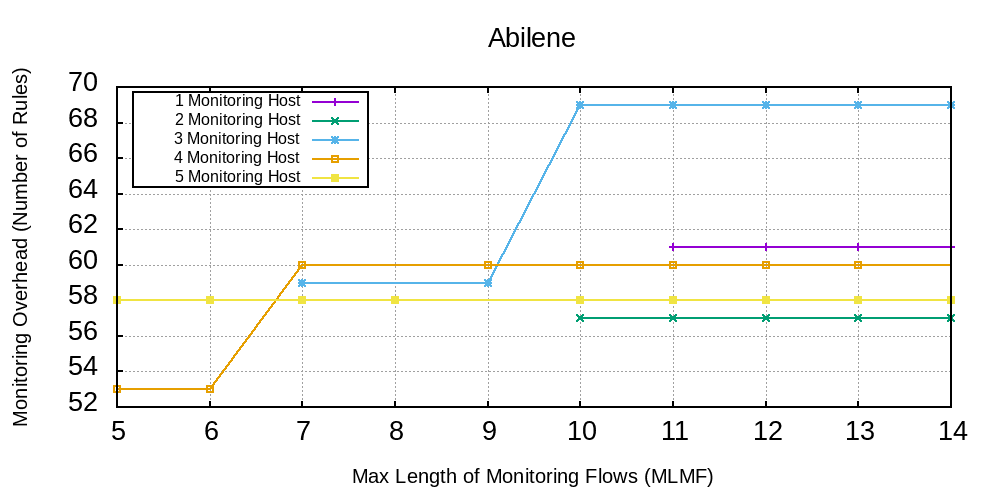 Abilene
Monitoring Overhead (Number of Rules)
70
68
66
64
62
60
58
56
54
52
1 Monitoring Host
2 Monitoring Host
3 Monitoring Host
4 Monitoring Host
5 Monitoring Host
5 6 7 8 9 10 11 12 13 14
Max Length of Monitoring Flows (MLMF)